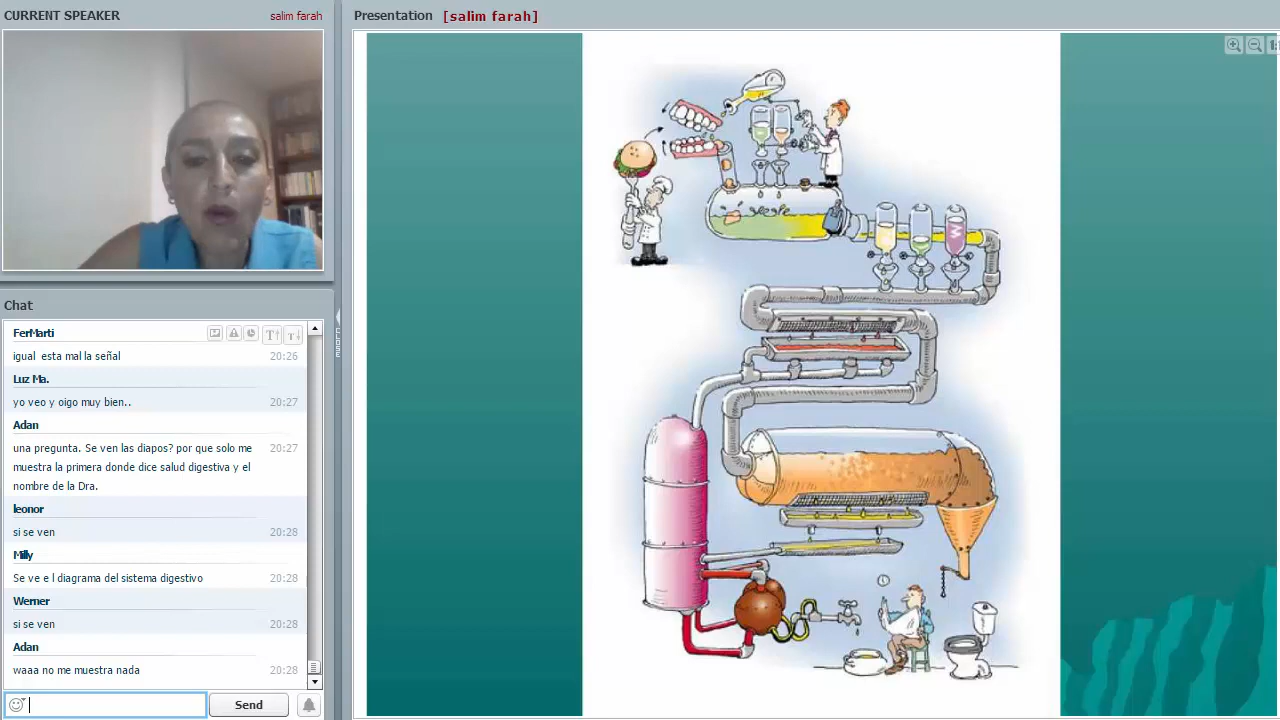 CURRENT SPEAKER
salim farah
Presentation [salim farah]
Chat
FerMarti
igual esta mal la señal 20:26
Luz Ma.
yo veo y oigo muy bien.. 20:27
Adan
una pregunta. Se ven las diapos? por que solo me 20:27
muestra la primera donde dice salud digestiva y el
nombre de la Dra.
leonor
si se ven 20:28
Milly
Se ve e l diagrama del sistema digestivo 20:28
Werner
si se ven 20:28
Adan
waaa no me muestra nada 20:28
Send
M